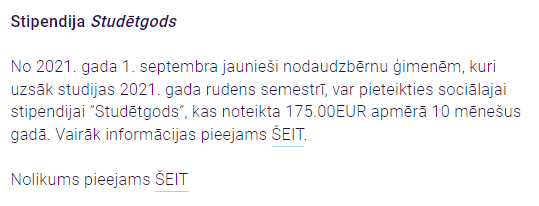 Stipendija Studētgods
No 2021. gada 1. septembra jaunieši nodaudzbērnu ģimenēm, kuri
uzsāk studijas 2021. gada rudens semestrī, var pieteikties sociālajai
stipendijai “Studētgods”, kas noteikta 175.00EUR apmērā 10 mēnešus
gadā. Vairāk informācijas pieejams ŠEIT.
Nolikums pieejams ŠEIT